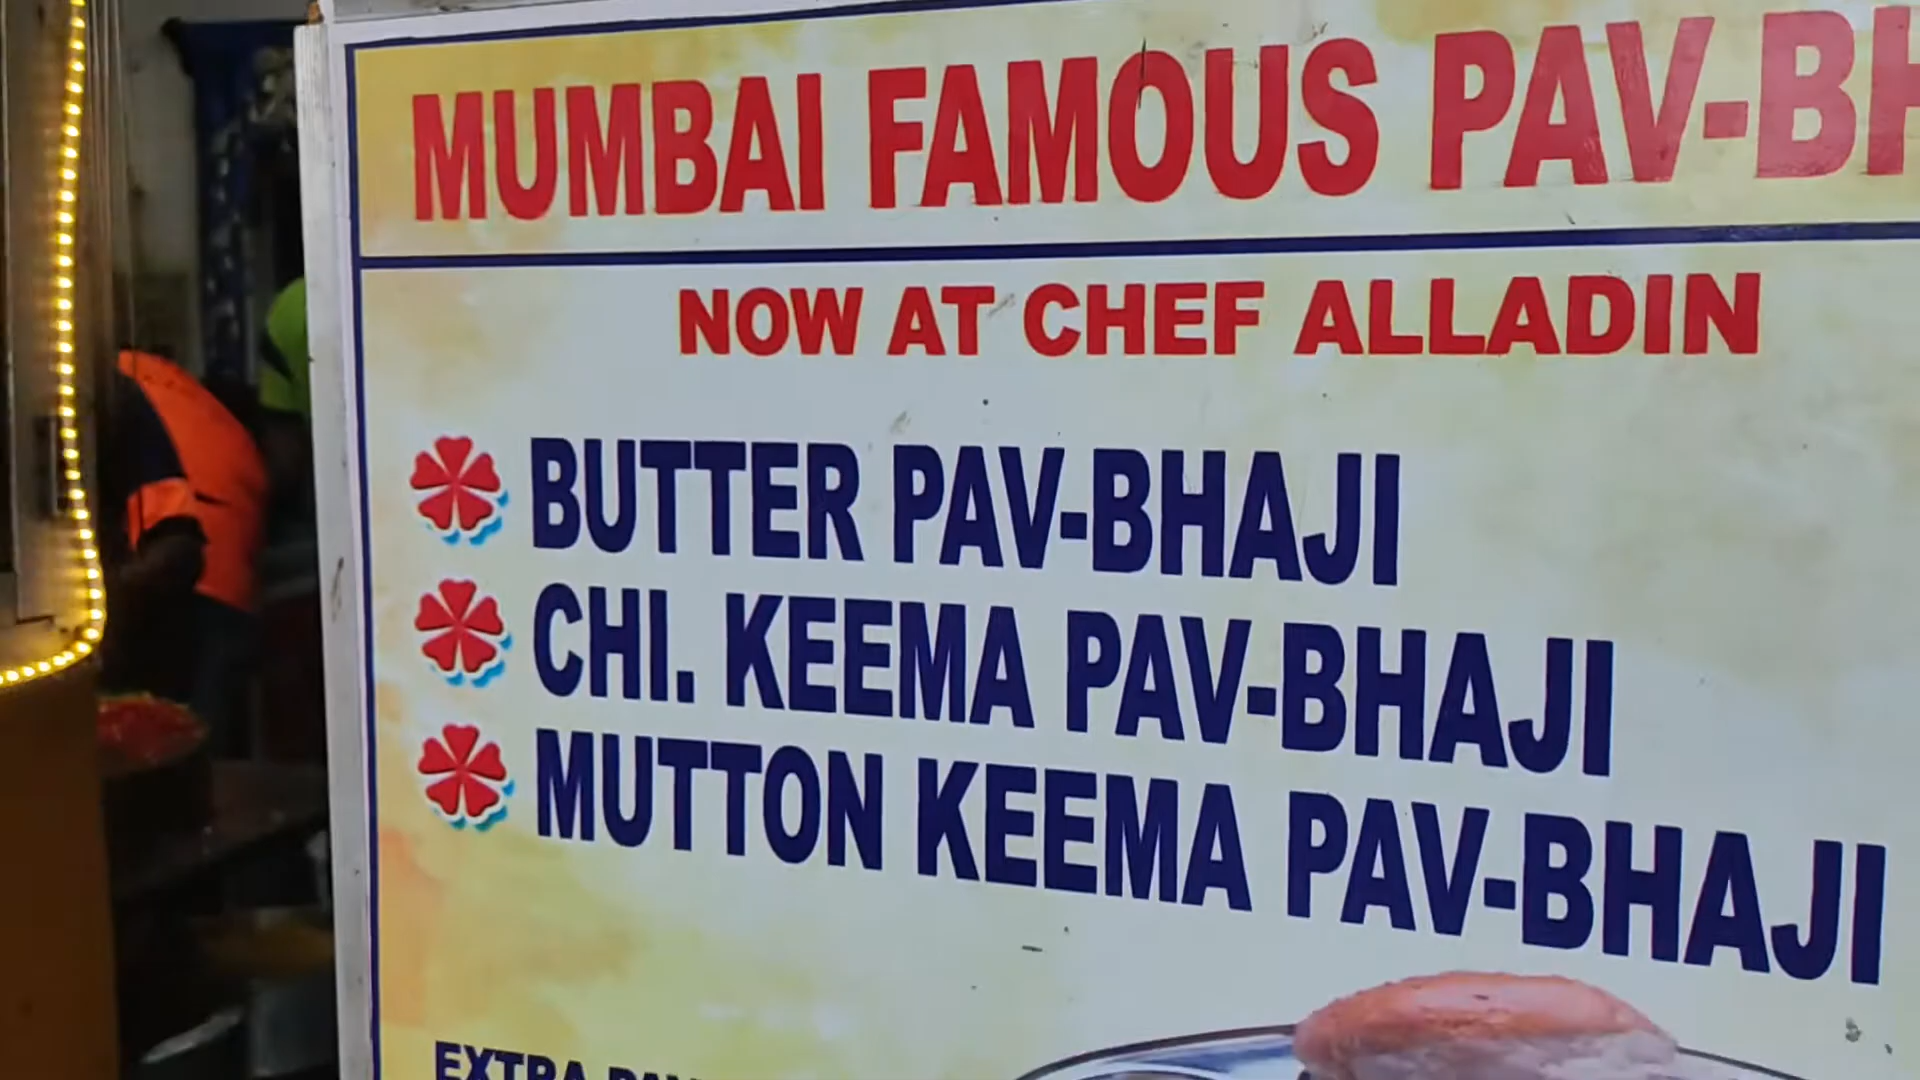 MUMBAI FAMOUS PAV-BH
NOW AT CHEF ALLADIN
BUTTER PAV-BHAJI
CHI. KEEMA PAV-BHAJI
MUTTON KEEMA PAV-BHAJI
EXTRA